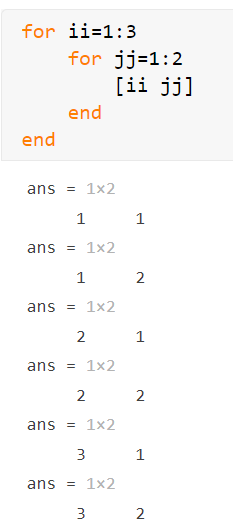 for ii=1:3
for jj=1:2
[ii jj]
end
end
ans = 1×2
1 1
ans = 1×2
1 2
ans = 1×2
2 1
ans = 1×2
2 2
ans = 1×2
3 1
ans = 1×2
3 2